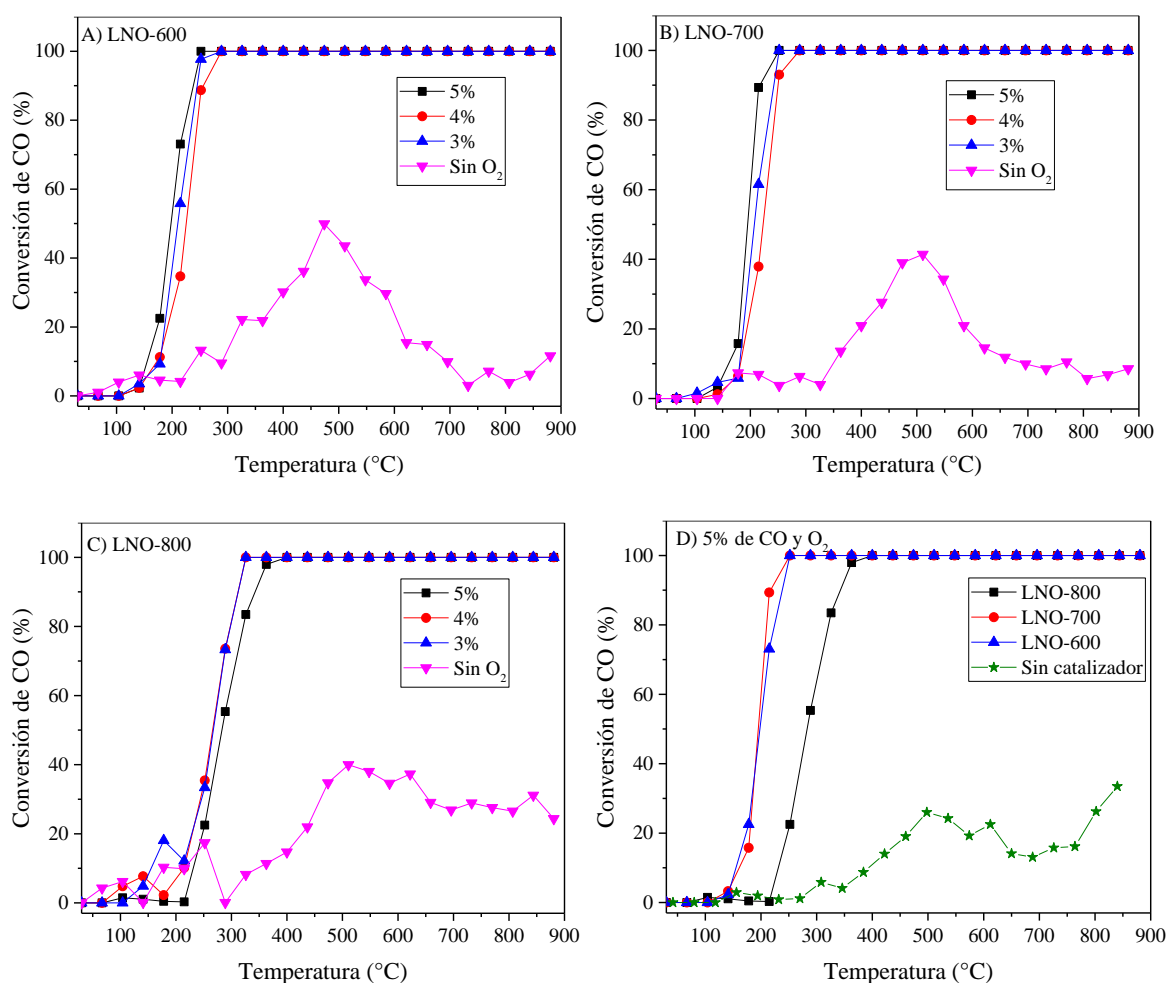 A) LNO-600
Conversión de CO (%)
100
80
60
40
20
0
5%
4%
3%
Sin O₂
100 200 300 400 500 600 700 800 900
Temperatura (°C)
B) LNO-700
Conversión de CO (%)
100
80
60
40
20
0
5%
4%
3%
Sin O₂
100 200 300 400 500 600 700 800 900
Temperatura (°C)
C) LNO-800
Conversión de CO (%)
100
80
60
40
20
0
5%
4%
3%
Sin O₂
100 200 300 400 500 600 700 800 900
Temperatura (°C)
D) 5% de CO y O₂
Conversión de CO (%)
100
80
60
40
20
0
LNO-800
LNO-700
LNO-600
Sin catalizador
100 200 300 400 500 600 700 800 900
Temperatura (°C)